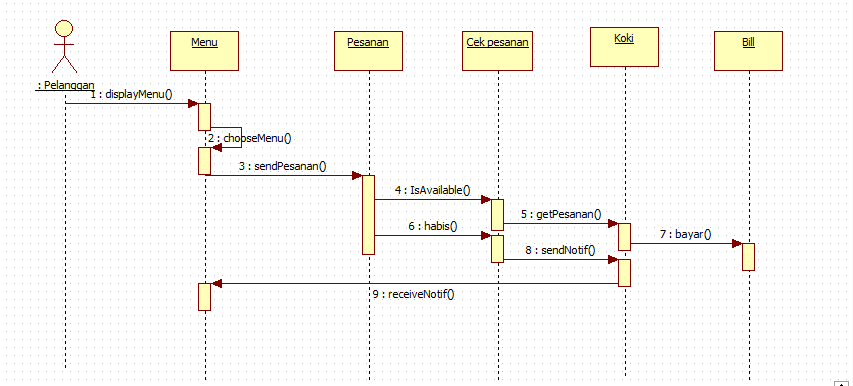 Menu
Pesanan
Cek pesanan
Koki
Bill
: Pelanggan
1 : displayMenu()
2 : chooseMenu()
3 : sendPesanan()
4 : IsAvailable()
5 : getPesanan()
6 : habis()
7 : bayar()
8 : sendNotif()
9 : receiveNotif()